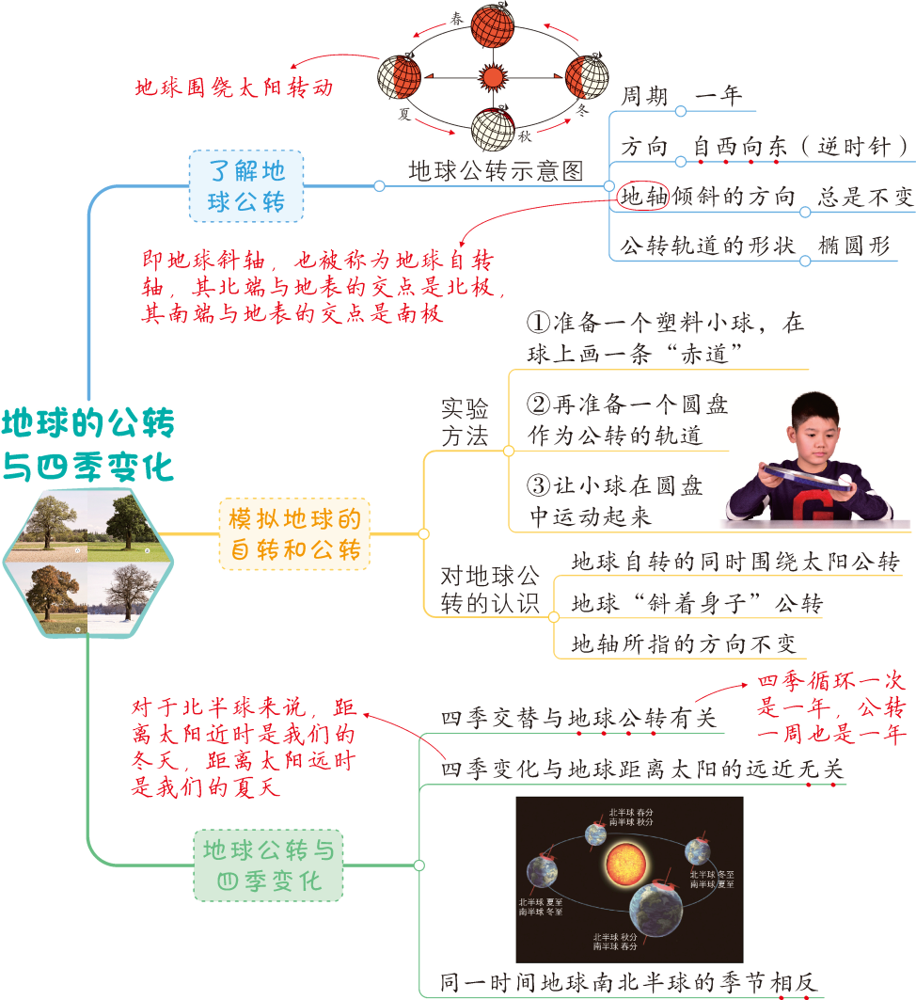 地球的公转
与四季变化
了解地
球公转
春
夏
秋
冬
地球围绕太阳转动
地球公转示意图
周期 一年
方向 自西向东（逆时针）
地轴倾斜的方向 总是不变
公转轨道的形状 椭圆形
即地球斜轴，也被称为地球自转
轴，其北端与地表的交点是北极，
其南端与地表的交点是南极
模拟地球的
自转和公转
实验
方法
①准备一个塑料小球，在
球上画一条“赤道”
②再准备一个圆盘
作为公转的轨道
③让小球在圆盘
中运动起来
G
对地球公
转的认识
地球自转的同时围绕太阳公转
地球“斜着身子”公转
地轴所指的方向不变
地球公转与
四季变化
四季交替与地球公转有关
四季循环一次
是一年，公转
一周也是一年
四季变化与地球距离太阳的远近无关
对于北半球来说，距
离太阳近时是我们的
冬天，距离太阳远时
是我们的夏天
北半球 春分
南半球 秋分
北半球 冬至
南半球 夏至
北半球 夏至
南半球 冬至
北半球 秋分
南半球 春分
同一时间地球南北半球的季节相反